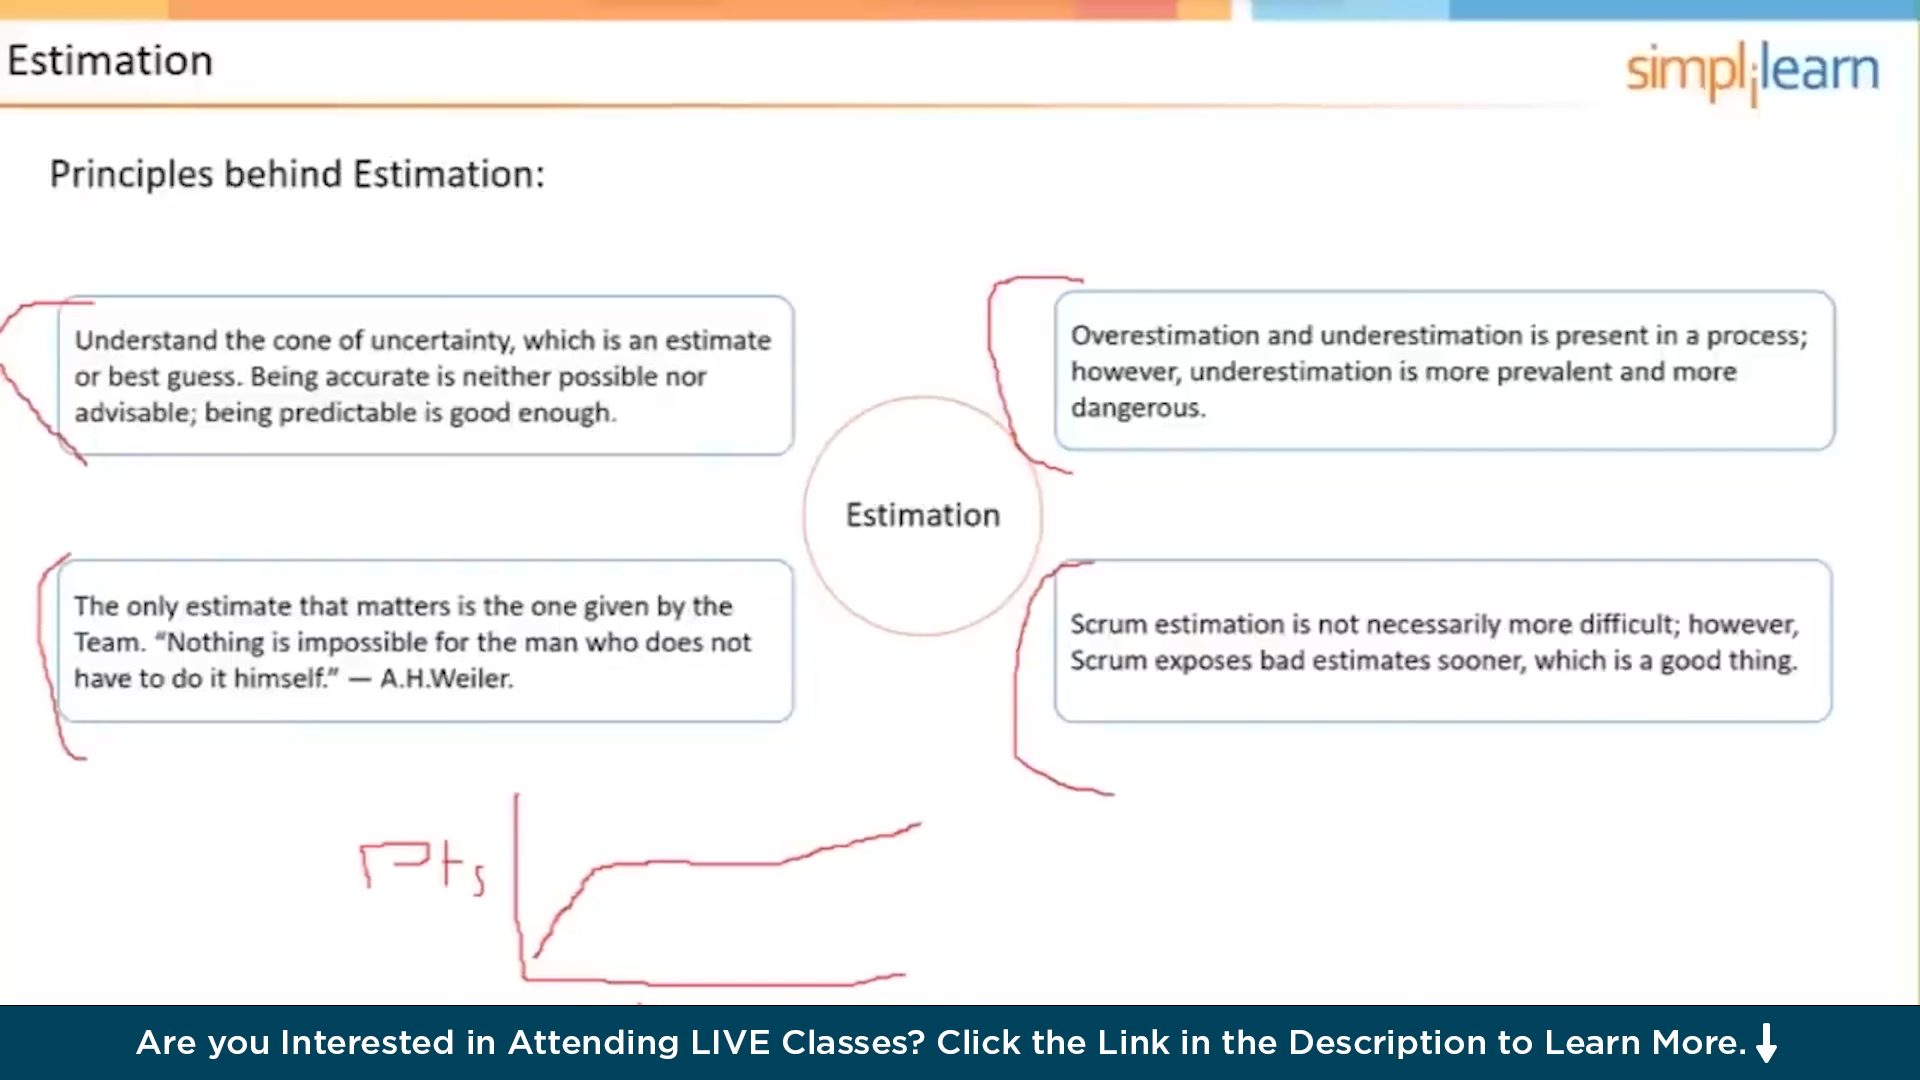 Estimation
simplilearn
Principles behind Estimation:
Understand the cone of uncertainty, which is an estimate
or best guess. Being accurate is neither possible nor
advisable; being predictable is good enough.
Overestimation and underestimation is present in a process;
however, underestimation is more prevalent and more
dangerous.
Estimation
The only estimate that matters is the one given by the
Team. “Nothing is impossible for the man who does not
have to do it himself.” — A.H.Weiler.
Scrum estimation is not necessarily more difficult; however,
Scrum exposes bad estimates sooner, which is a good thing.
Pts
Are you Interested in Attending LIVE Classes? Click the Link in the Description to Learn More.